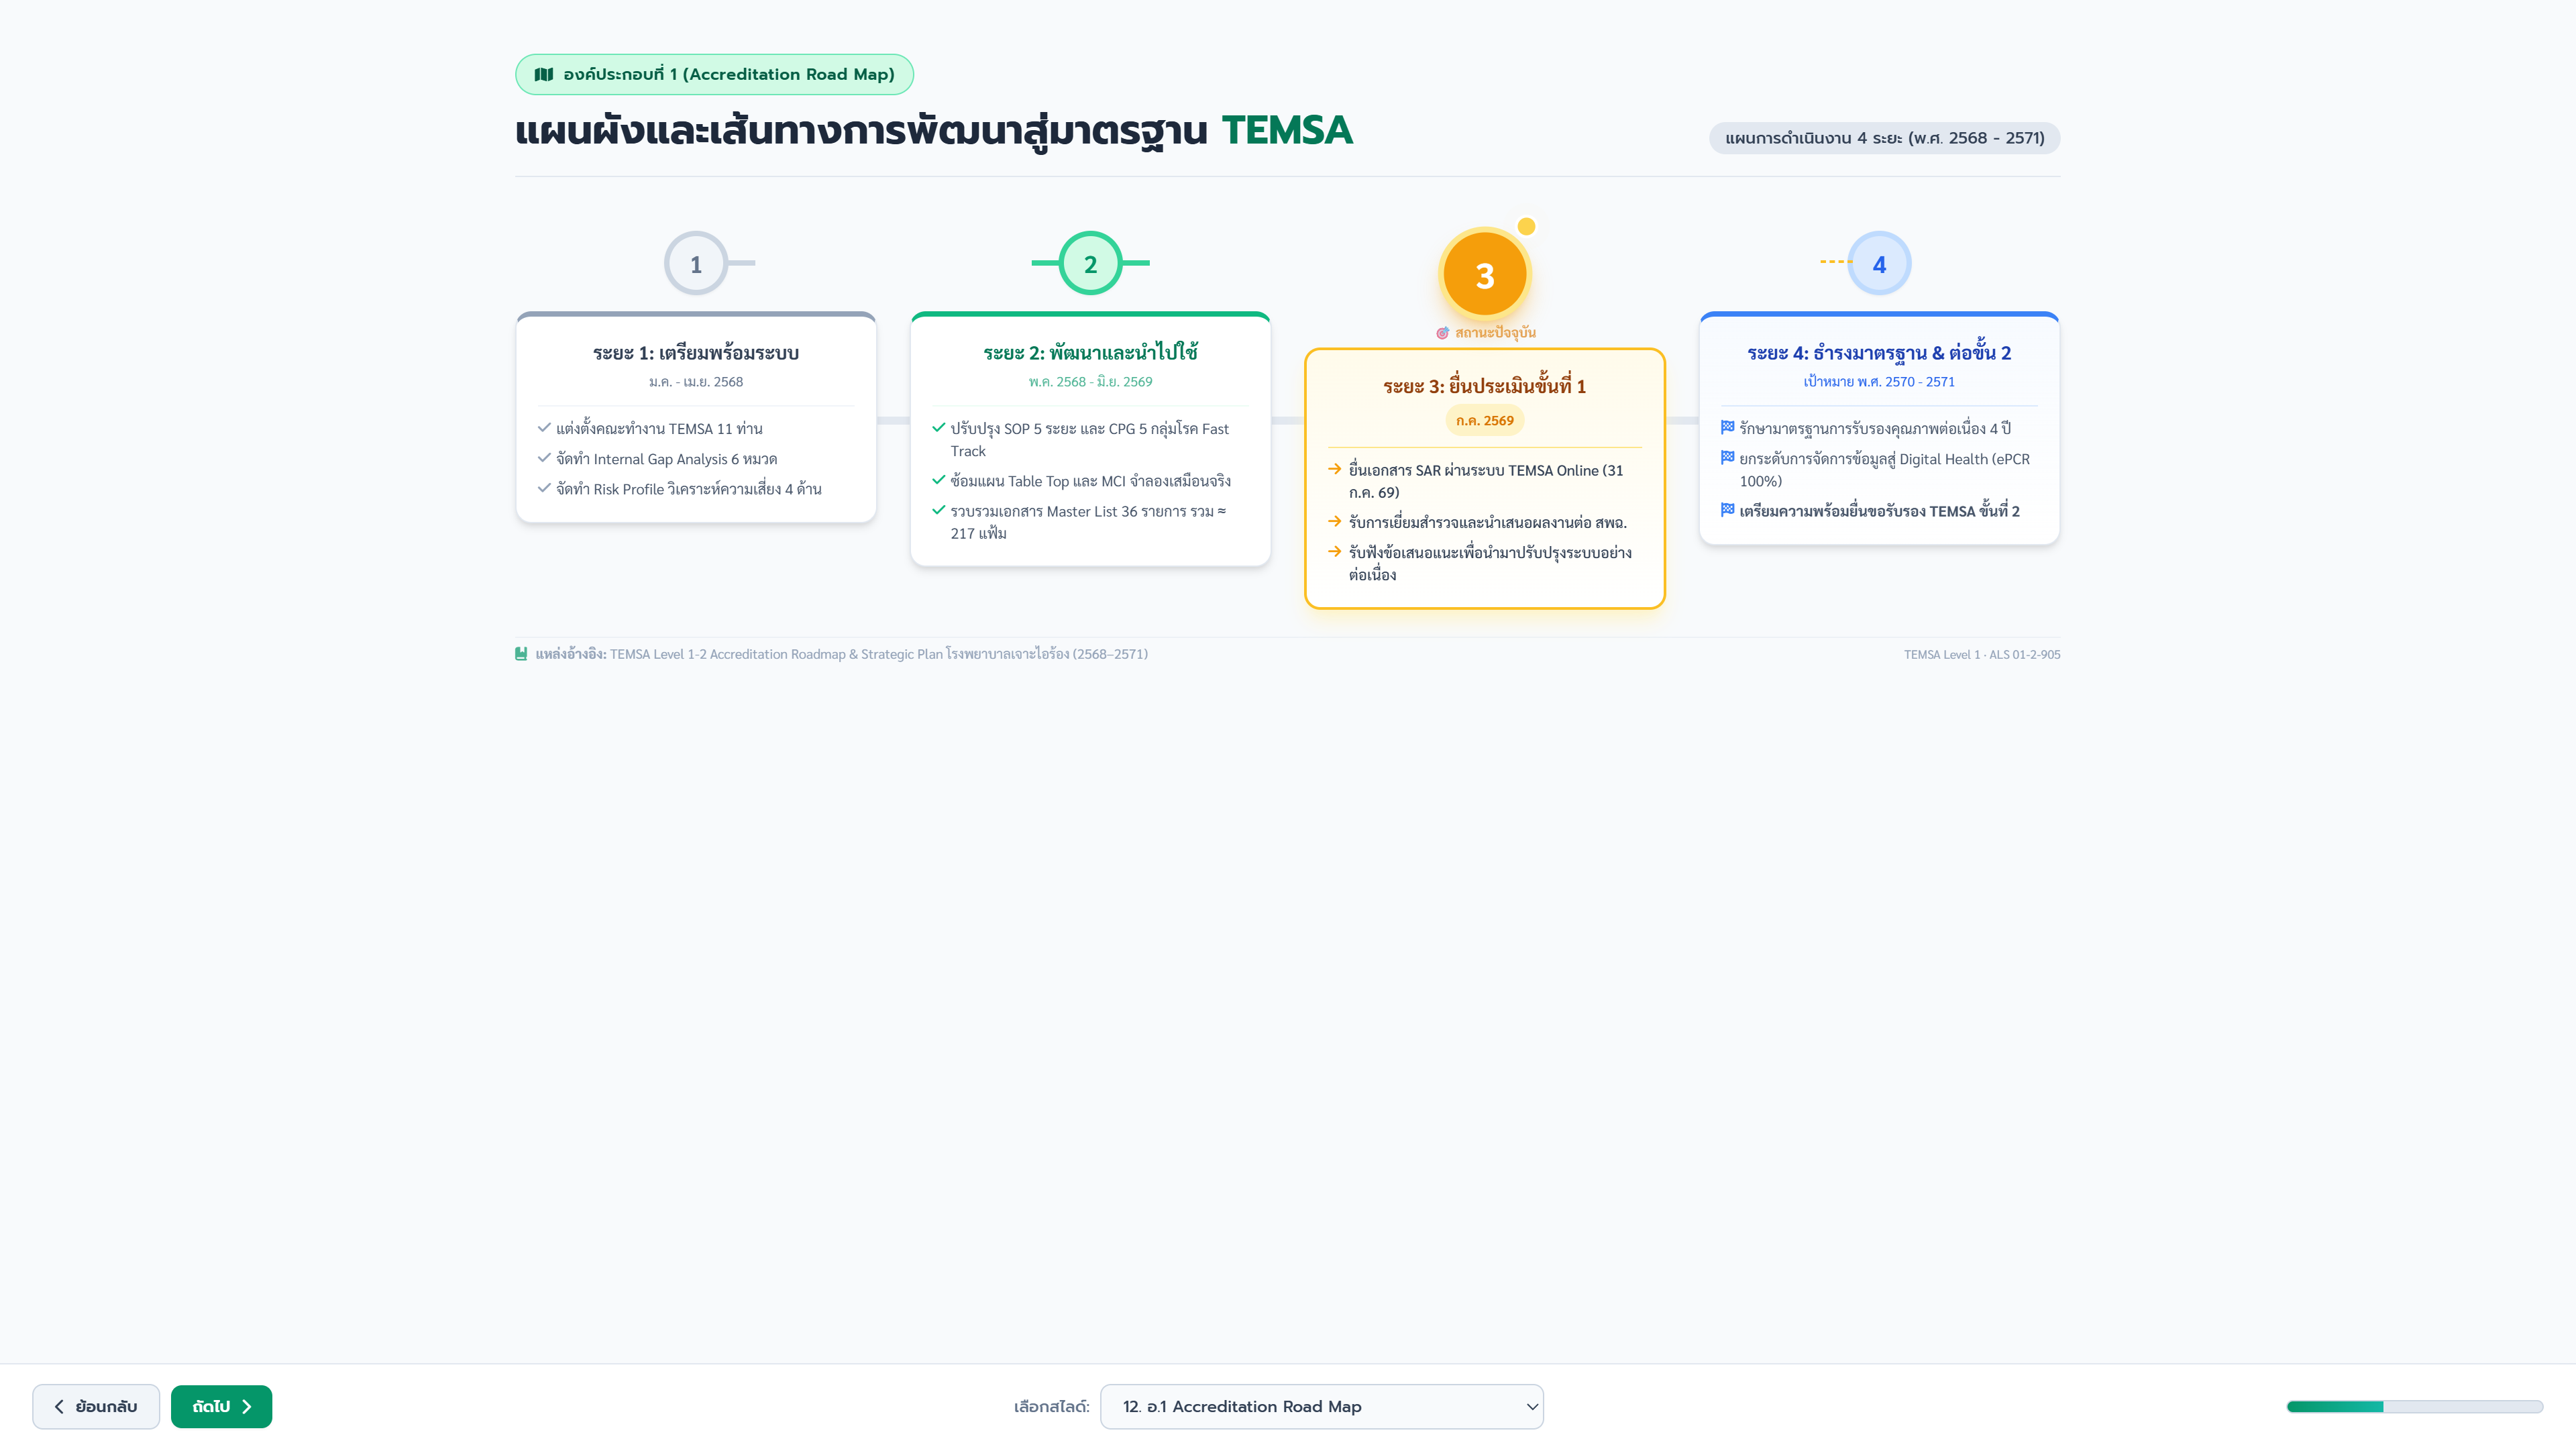 องค์ประกอบที่ 1 (Accreditation Road Map)
แผนผังและเส้นทางการพัฒนาสู่มาตรฐาน TEMSA
แผนการดำเนินงาน 4 ระยะ (พ.ศ. 2568 - 2571)
1
ระยะ 1: เตรียมพร้อมระบบ
ม.ค. - เม.ย. 2568
แต่งตั้งคณะทำงาน TEMSA 11 ท่าน
จัดทำ Internal Gap Analysis 6 หมวด
จัดทำ Risk Profile วิเคราะห์ความเสี่ยง 4 ด้าน
2
ระยะ 2: พัฒนาและนำไปใช้
พ.ค. 2568 - มิ.ย. 2569
ปรับปรุง SOP 5 ระยะ และ CPG 5 กลุ่มโรค Fast
Track
ซ้อมแผน Table Top และ MCI จำลองเสมือนจริง
รวบรวมเอกสาร Master List 36 รายการ รวม ≈
217 แฟ้ม
3
สถานะปัจจุบัน
ระยะ 3: ยื่นประเมินขั้นที่ 1
ก.ค. 2569
ยื่นเอกสาร SAR ผ่านระบบ TEMSA Online (31
ก.ค. 69)
รับการเยี่ยมสำรวจและนำเสนอผลงานต่อ สพฉ.
รับฟังข้อเสนอแนะเพื่อนำมาปรับปรุงระบบอย่าง
ต่อเนื่อง
4
ระยะ 4: ธำรงมาตรฐาน & ต่อขั้น 2
เป้าหมาย พ.ศ. 2570 - 2571
รักษามาตรฐานการรับรองคุณภาพต่อเนื่อง 4 ปี
ยกระดับการจัดการข้อมูลสู่ Digital Health (ePCR
100%)
เตรียมความพร้อมยื่นขอรับรอง TEMSA ขั้นที่ 2
แหล่งอ้างอิง: TEMSA Level 1-2 Accreditation Roadmap & Strategic Plan โรงพยาบาลเจาะไอร้อง (2568–2571)
TEMSA Level 1 · ALS 01-2-905
ย้อนกลับ
ถัดไป
เลือกสไลด์:
12. อ.1 Accreditation Road Map